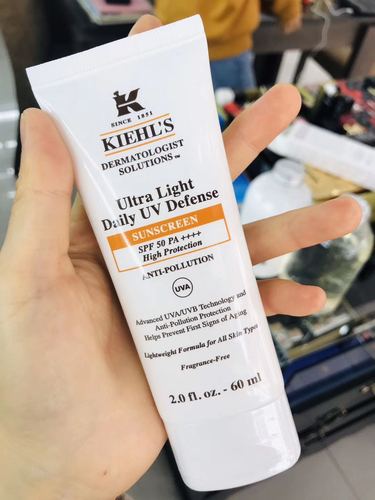 K
SINCE 1851
KIEHL'S
DERMATOLOGIST
SOLUTIONS™
Ultra Light
Daily UV Defense
SUNSCREEN
SPF 50 PA ++++
High Protection
ANTI-POLLUTION
UVA
Advanced UVA/UVB Technology and
Anti-Pollution Protection
Helps Prevent First Signs of Aging
Lightweight Formula for All Skin Types
Fragrance-Free
2.0 fl. oz. - 60 ml